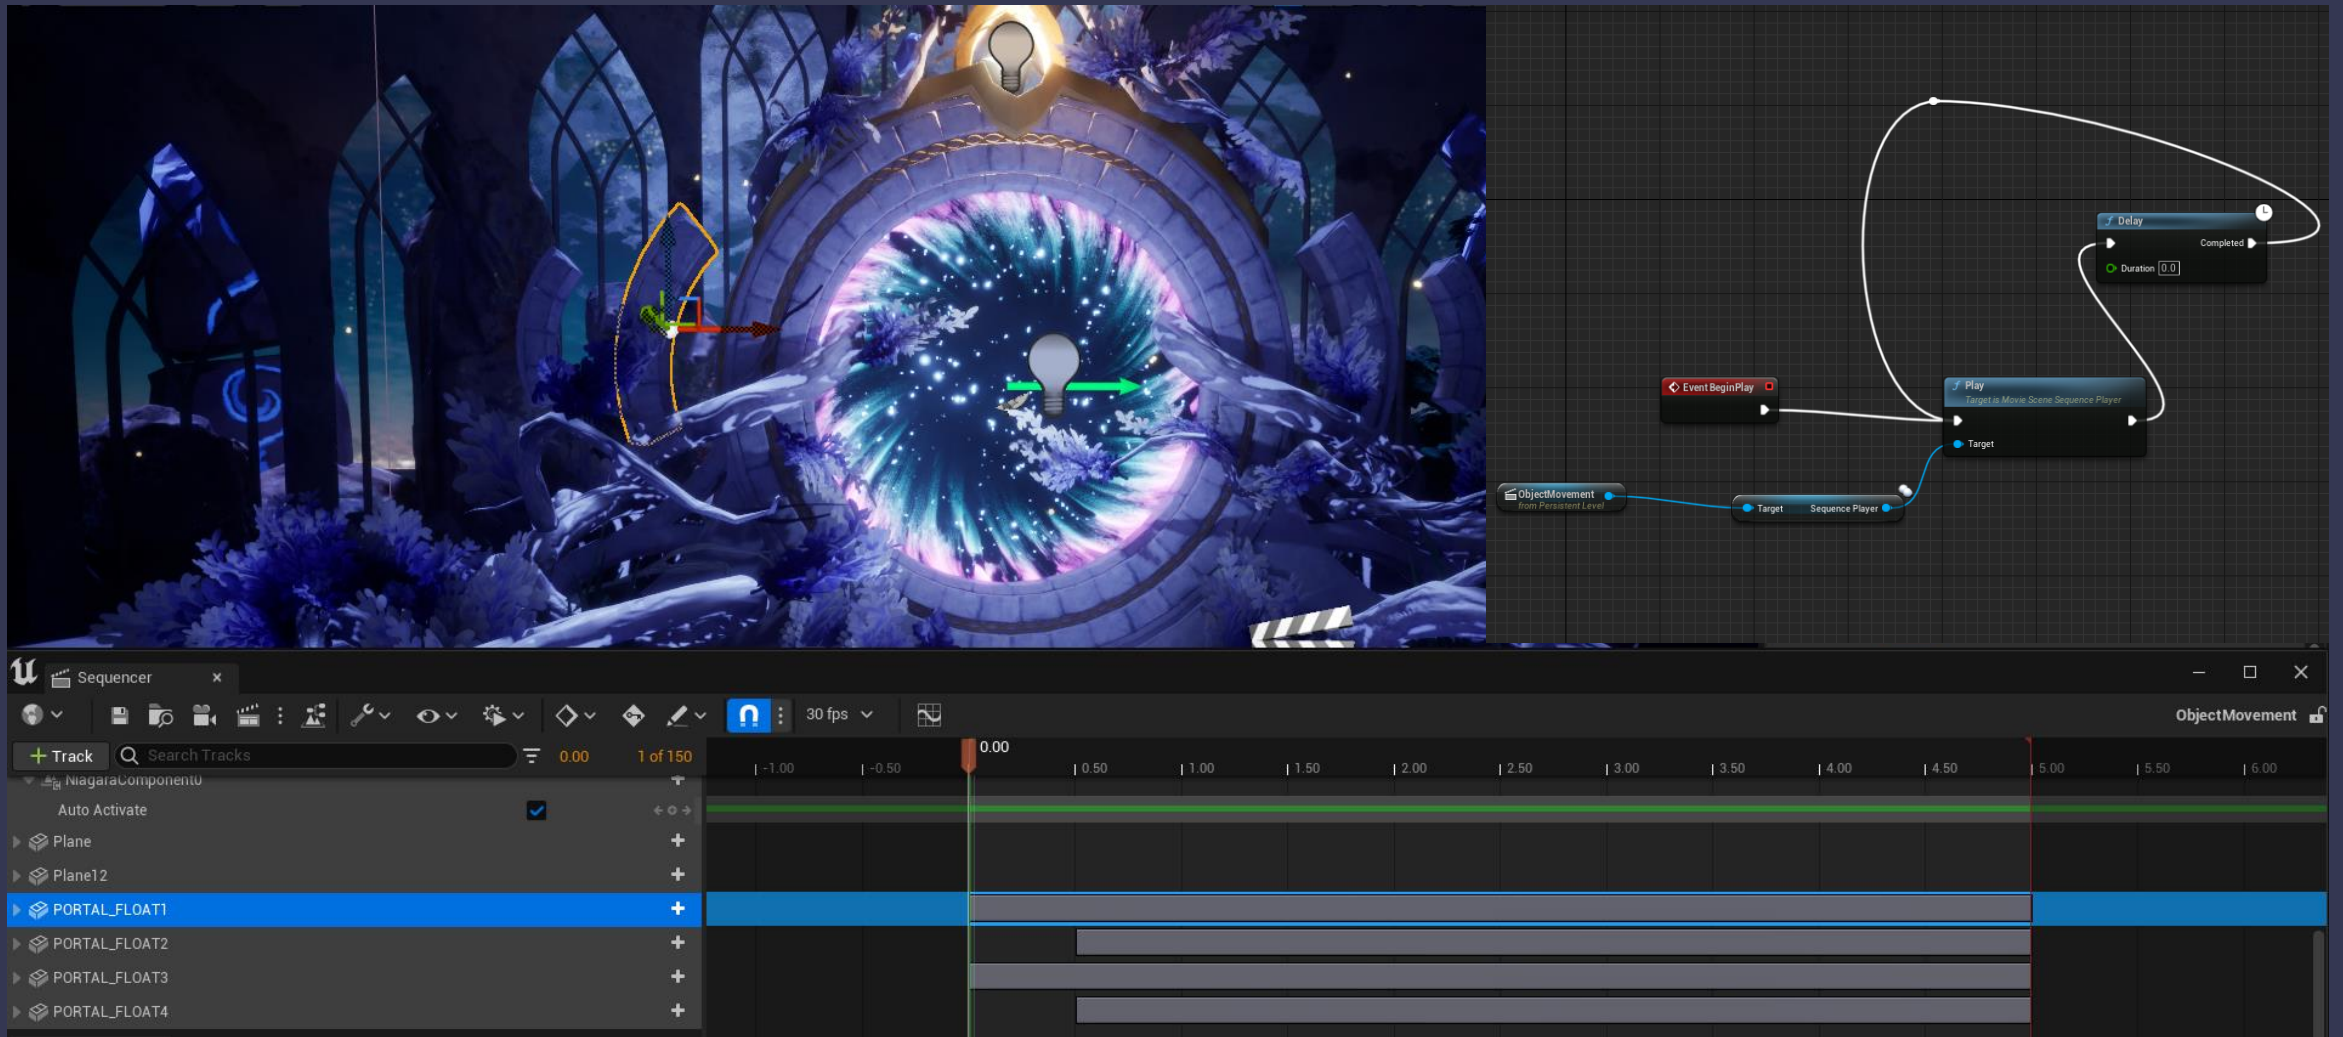 Delay
Completed
Duration 0.0
Event BeginPlay
Play
Target is Movie Scene Sequence Player
Target
ObjectMovement
from Persistent Level
Target Sequence Player
Sequencer
30 fps
ObjectMovement
Track
Search Tracks
0.00
1 of 150
0.00
-1.00
-0.50
0.50
1.00
1.50
2.00
2.50
3.00
3.50
4.00
4.50
5.00
5.50
6.00
NiagaraComponent0
Auto Activate
Plane
Plane12
PORTAL_FLOAT1
PORTAL_FLOAT2
PORTAL_FLOAT3
PORTAL_FLOAT4